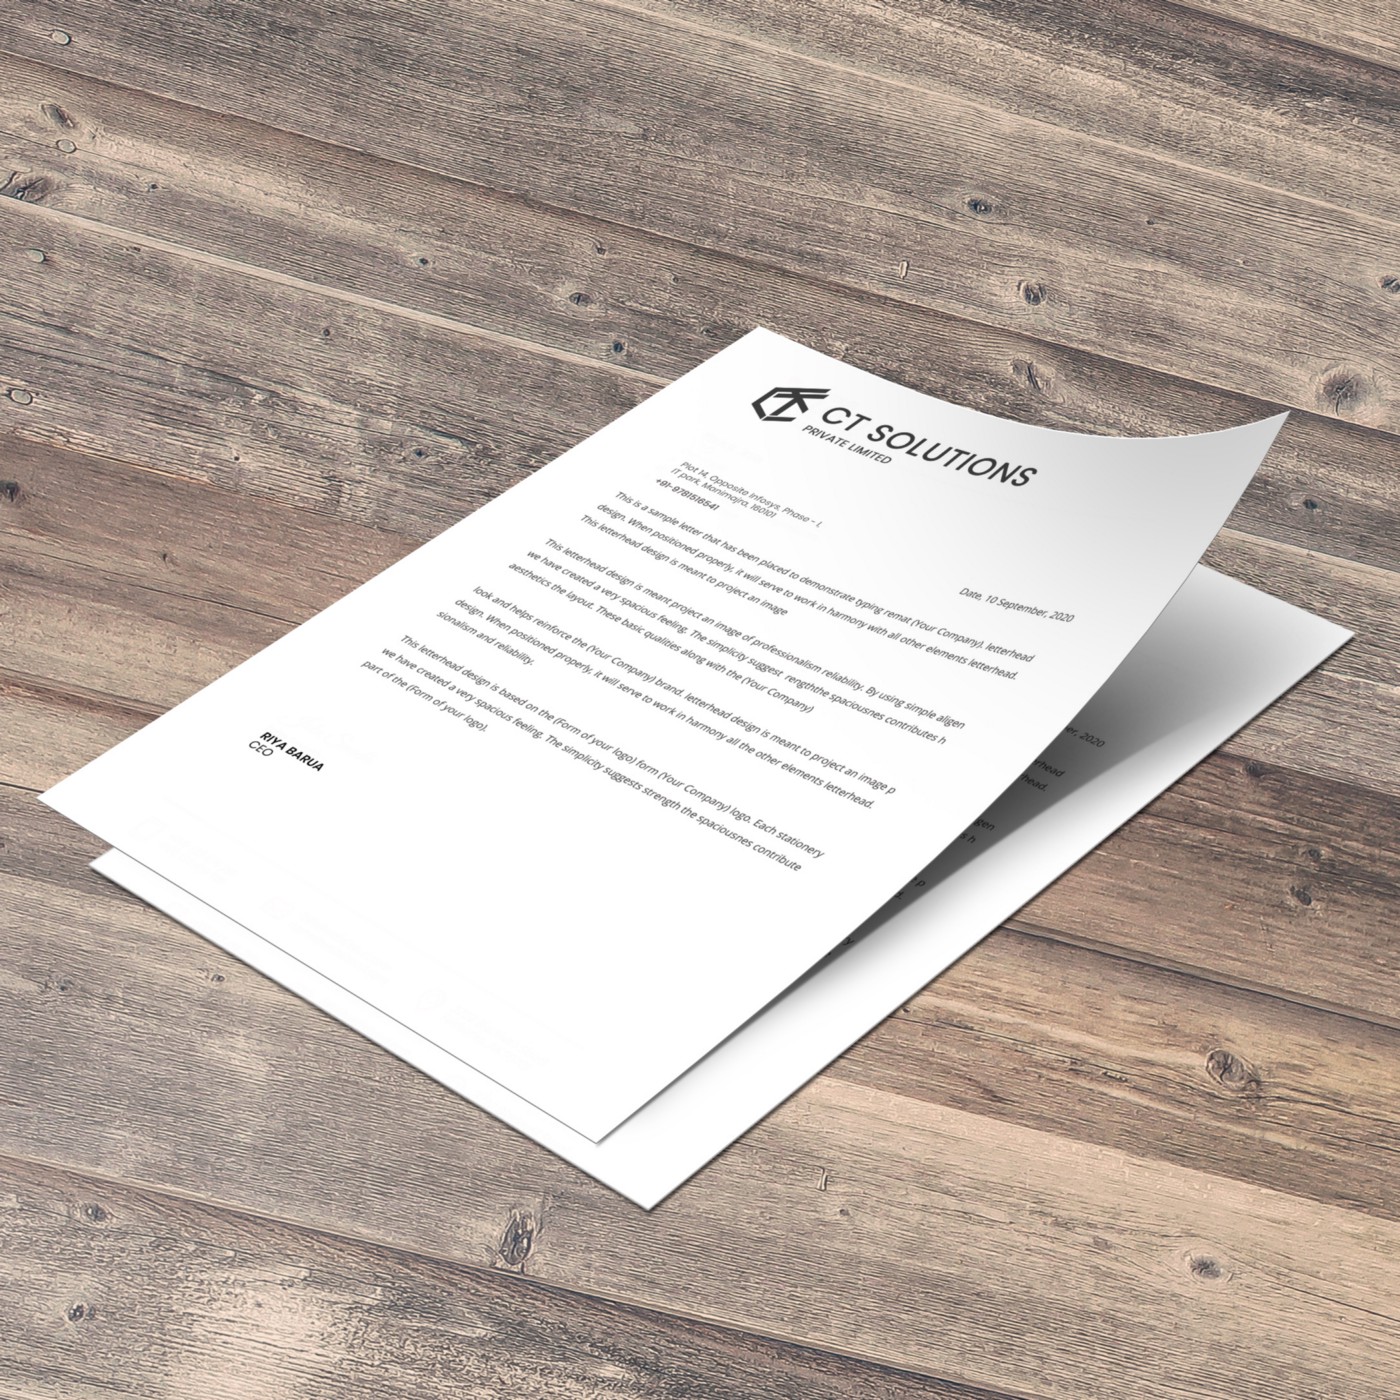 CT SOLUTIONS
PRIVATE LIMITED
Plot 14, Opposite infosys, Phase - I,
IT park, Manimajra, 160101
+91-9781516541
Date, 10 September, 2020
This is a sample letter that has been placed to demonstrate typing remat (Your Company). letterhead
design. When positioned properly, it will serve to work in harmony with all other elements letterhead.
This letterhead design is meant to project an image
This letterhead design is meant project an image of professionalism reliability. By using simple aligen
we have created a very spacious feeling. The simplicity suggest rengththe spaciousnes contributes h
aesthetics the layout. These basic qualities along with the (Your Company)
look and helps reinforce the (Your Company) brand. letterhead design is meant to project an image p
design. When positioned properly, it will serve to work in harmony all the other elements letterhead.
sionalism and reliability.
This letterhead design is based on the (Form of your logo) form (Your Company) logo. Each stationery
we have created a very spacious feeling. The simplicity suggests strength the spaciousnes contribute
part of the (Form of your logo).
RIYA BARUA
CEO
er, 2020
rhead
head.
gen
s h
p
t.
y